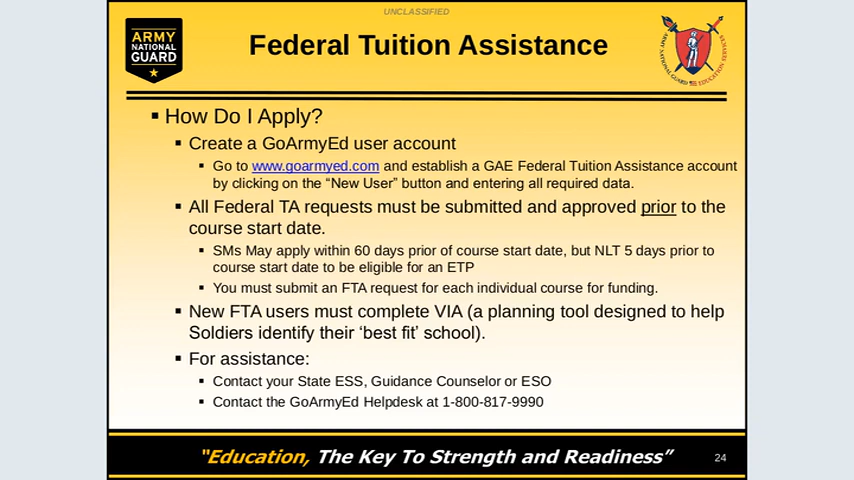 UNCLASSIFIED
ARMY
NATIONAL
GUARD
Federal Tuition Assistance
▪ How Do I Apply?
▪ Create a GoArmyEd user account
▪ Go to www.goarmyed.com and establish a GAE Federal Tuition Assistance account
by clicking on the “New User” button and entering all required data.
▪ All Federal TA requests must be submitted and approved prior to the
course start date.
▪ SMs May apply within 60 days prior of course start date, but NLT 5 days prior to
course start date to be eligible for an ETP
▪ You must submit an FTA request for each individual course for funding.
▪ New FTA users must complete VIA (a planning tool designed to help
Soldiers identify their ‘best fit’ school).
▪ For assistance:
▪ Contact your State ESS, Guidance Counselor or ESO
▪ Contact the GoArmyEd Helpdesk at 1-800-817-9990
“Education, The Key To Strength and Readiness”
24